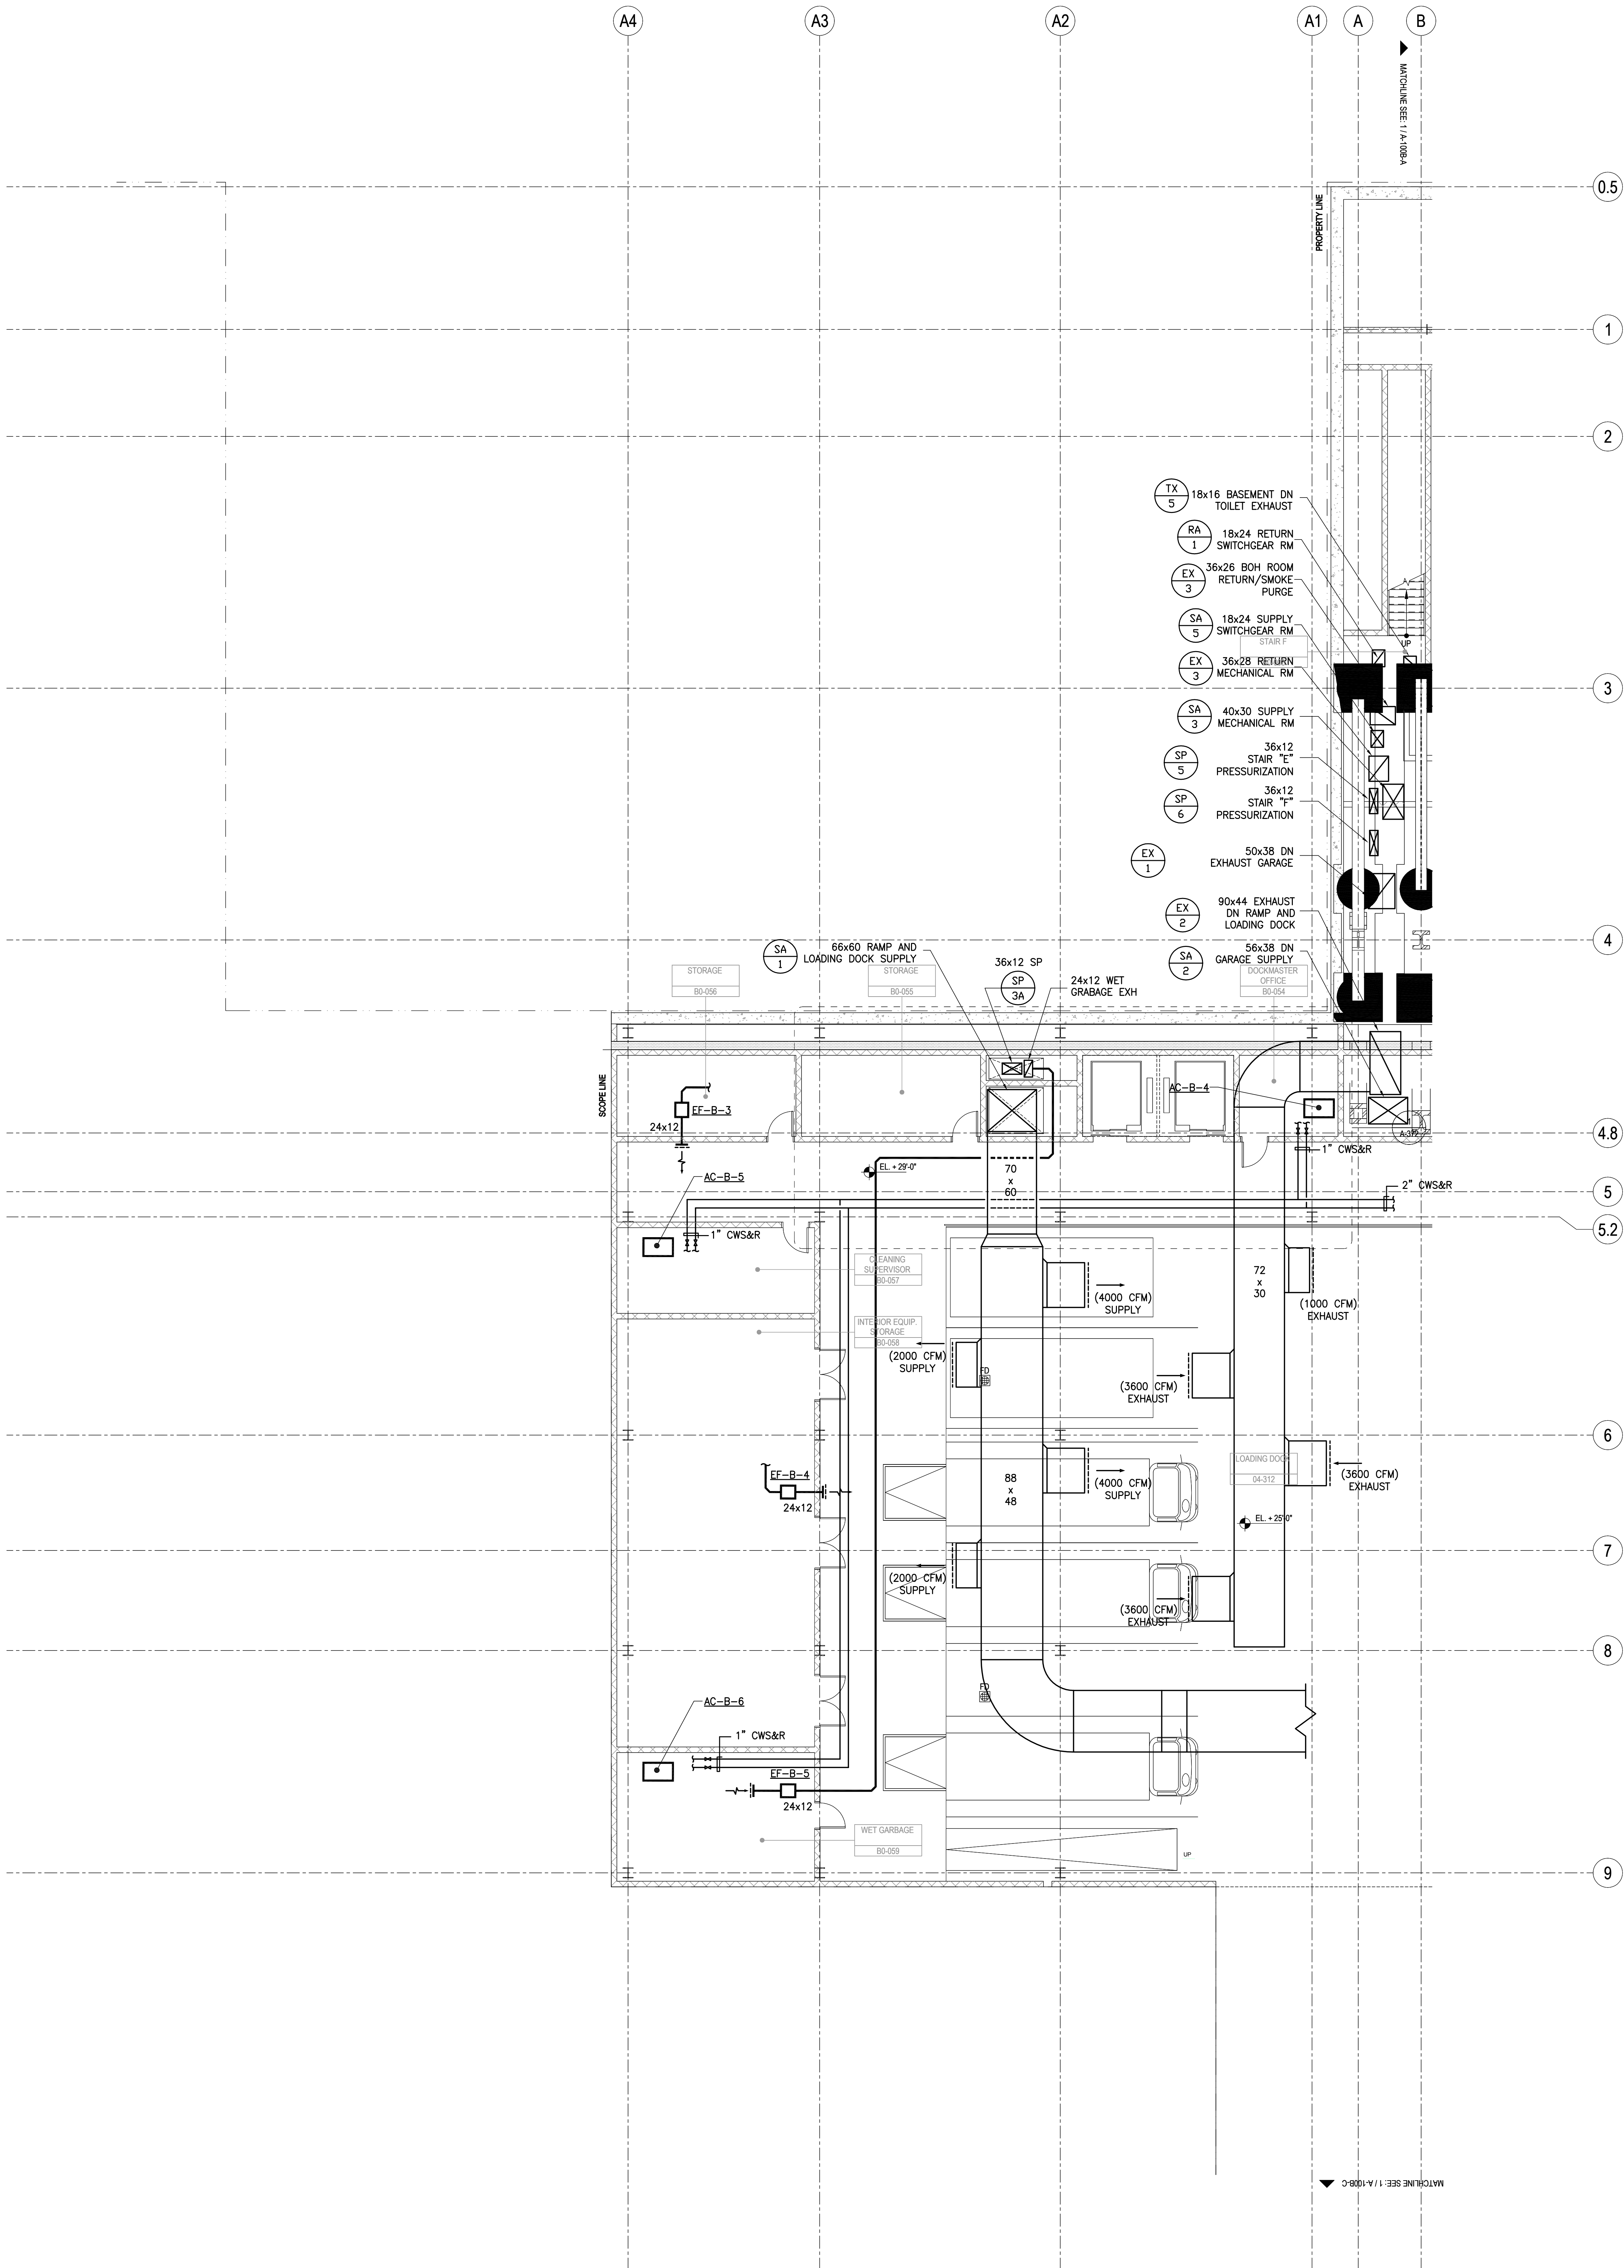 A4
A3
A2
A1
A
B
MATCHLINE SEE: 1 / A-100B-A
0.5
PROPERTY LINE
1
2
TX
5
18x16 BASEMENT DN
TOILET EXHAUST
RA
1
18x24 RETURN
SWITCHGEAR RM
EX
3
36x26 BOH ROOM
RETURN/SMOKE
PURGE
SA
5
18x24 SUPPLY
SWITCHGEAR RM
STAIR F
UP
EX
3
36x28 RETURN
MECHANICAL RM
3
SA
3
40x30 SUPPLY
MECHANICAL RM
SP
5
36x12
STAIR "E"
PRESSURIZATION
SP
6
36x12
STAIR "F"
PRESSURIZATION
EX
1
50x38 DN
EXHAUST GARAGE
EX
2
90x44 EXHAUST
DN RAMP AND
LOADING DOCK
4
SA
1
66x60 RAMP AND
LOADING DOCK SUPPLY
SA
2
56x38 DN
GARAGE SUPPLY
36x12 SP
SP
3A
24x12 WET
GRABAGE EXH
STORAGE
B0-056
STORAGE
B0-055
DOCKMASTER
OFFICE
B0-054
SCOPE LINE
EF-B-3
24x12
AC-B-4
1
4.8
1" CWS&R
EL. + 29'-0"
70
x
60
AC-B-5
2" CWS&R
5
5.2
1" CWS&R
CLEANING
SUPERVISOR
B0-057
72
x
30
(4000 CFM)
SUPPLY
(1000 CFM)
EXHAUST
INTERIOR EQUIP.
STORAGE
B0-058
(2000 CFM)
SUPPLY
FD
(3600 CFM)
EXHAUST
6
EF-B-4
24x12
88
x
48
(4000 CFM)
SUPPLY
LOADING DOCK
04-312
(3600 CFM)
EXHAUST
EL. + 25'-0"
7
(2000 CFM)
SUPPLY
(3600 CFM)
EXHAUST
8
FD
AC-B-6
1" CWS&R
EF-B-5
24x12
WET GARBAGE
B0-059
UP
9
MATCHLINE SEE: 1 / A-100B-C